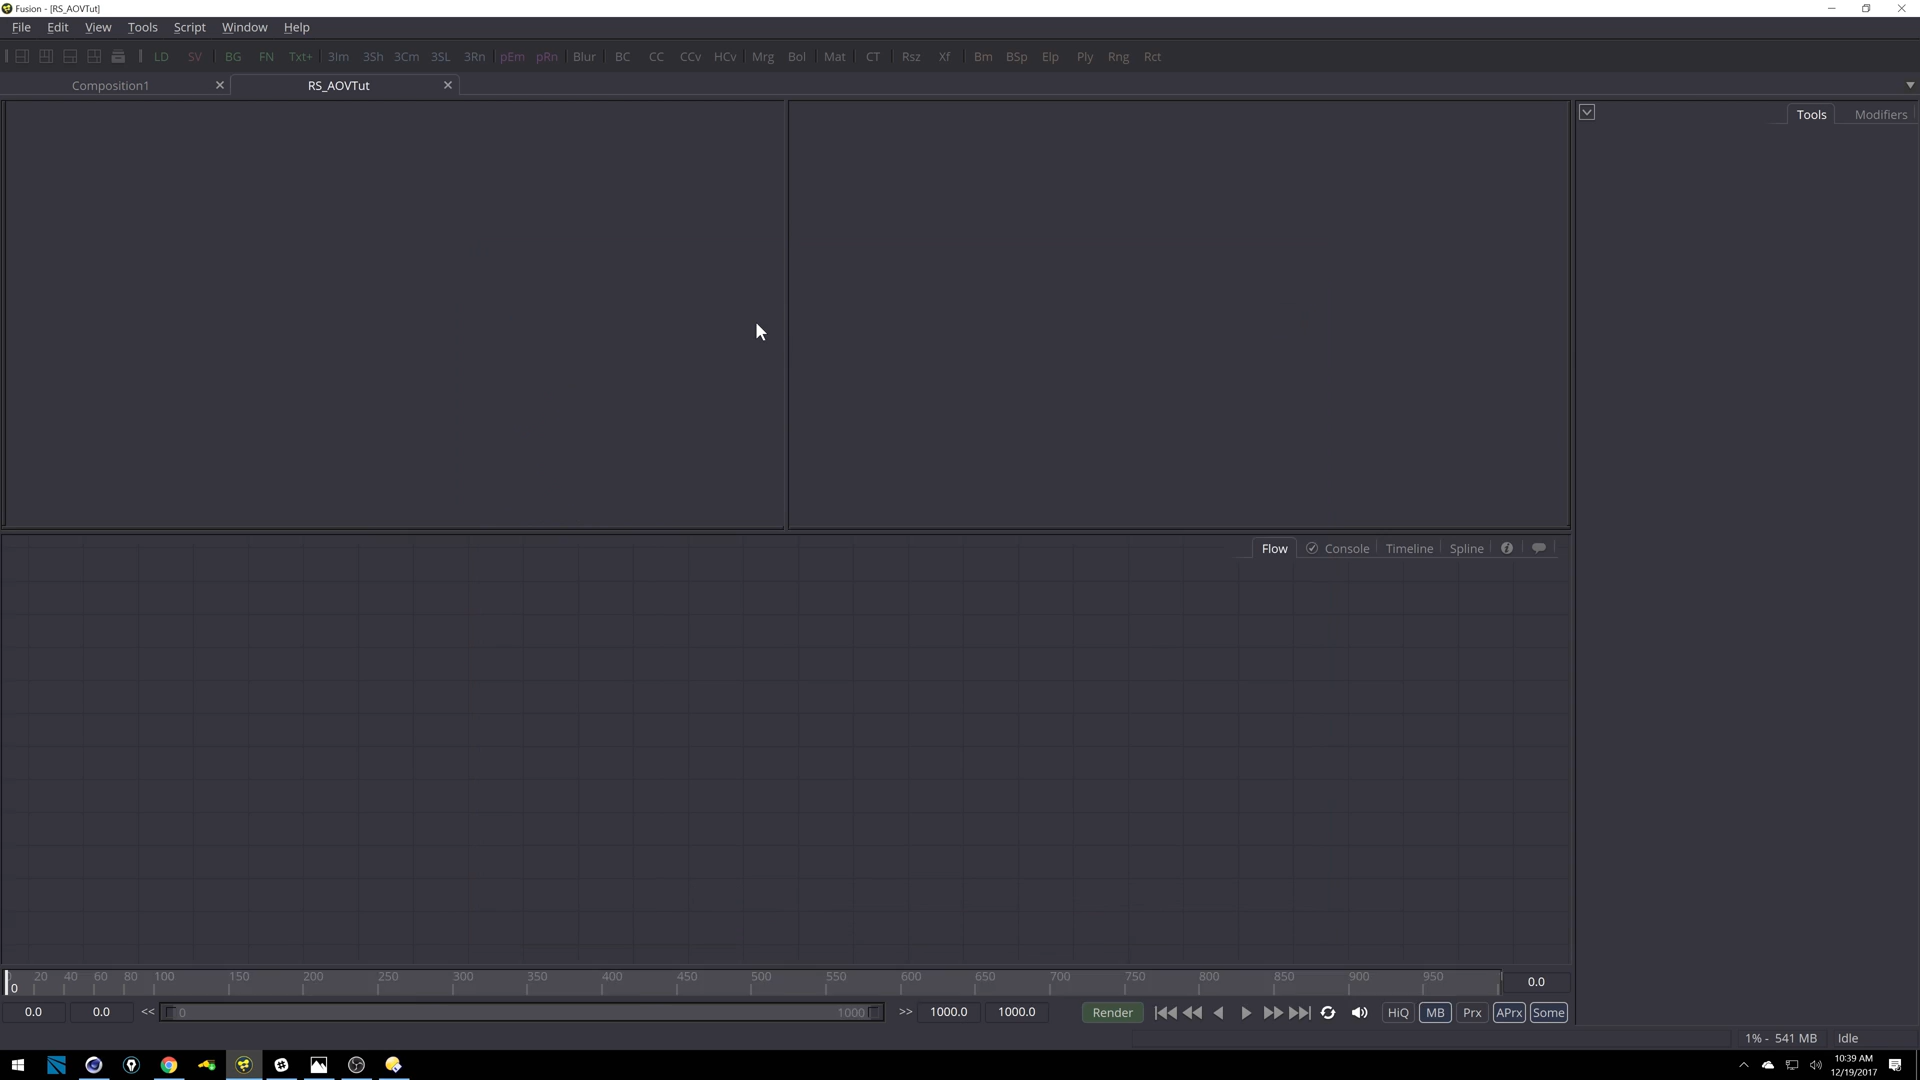 Fusion - [RS_AOVTut]
File Edit View Tools Script Window Help
LD SV BG FN Txt+ 3Im 3Sh 3Cm 3SL 3Rn pEm pRn Blur BC CC CCv HCv Mrg Bol Mat CT Rsz Xf Bm BSp Elp Ply Rng Rct
Composition1 RS_AOVTut
Tools Modifiers
Flow Console Timeline Spline
20 40 60 80 100 150 200 250 300 350 400 450 500 550 600 650 700 750 800 850 900 950
0 0.0
0.0 0.0 << 0 1000 >> 1000.0 1000.0 Render HiQ MB Prx APrx Some
1% - 541 MB Idle
10:39 AM
12/19/2017